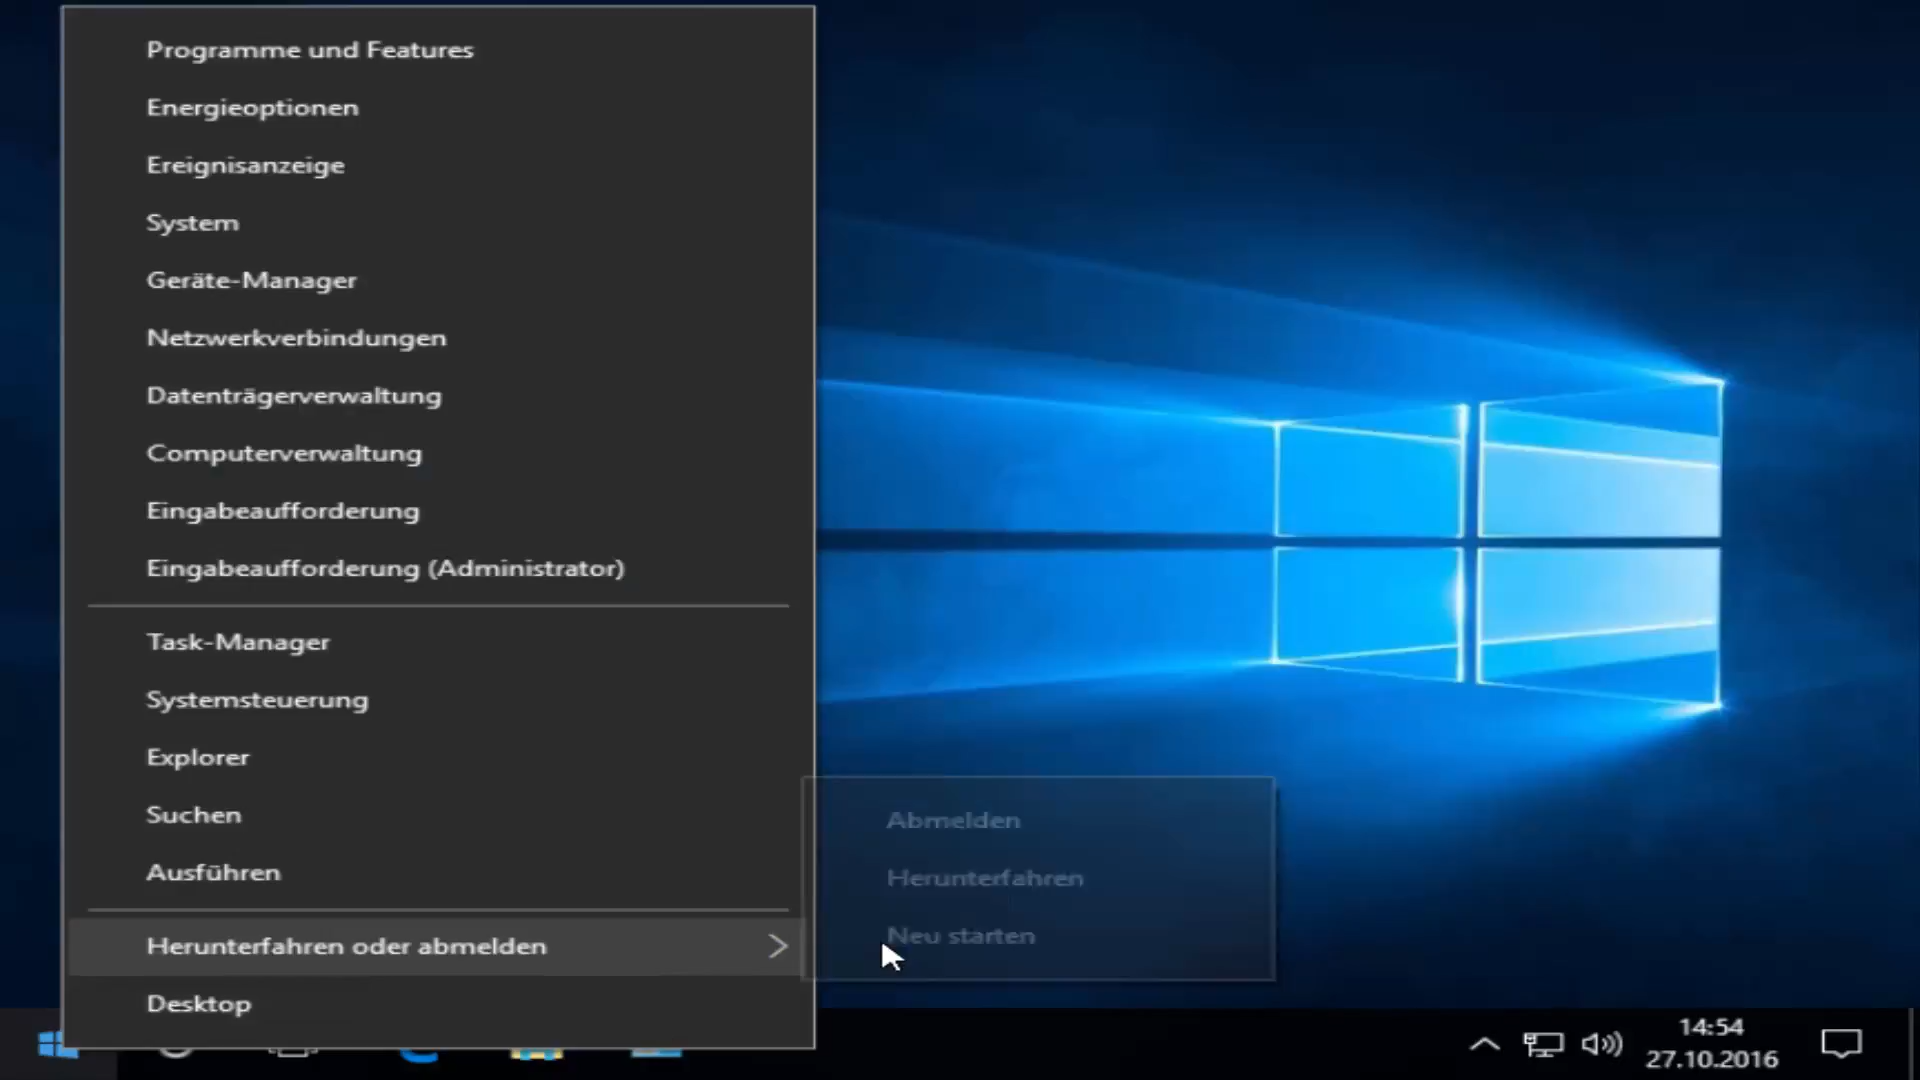 Programme und Features
Energieoptionen
Ereignisanzeige
System
Geräte-Manager
Netzwerkverbindungen
Datenträgerverwaltung
Computerverwaltung
Eingabeaufforderung
Eingabeaufforderung (Administrator)
Task-Manager
Systemsteuerung
Explorer
Suchen
Ausführen
Herunterfahren oder abmelden
Desktop
Abmelden
Herunterfahren
Neu starten
14:54
27.10.2016